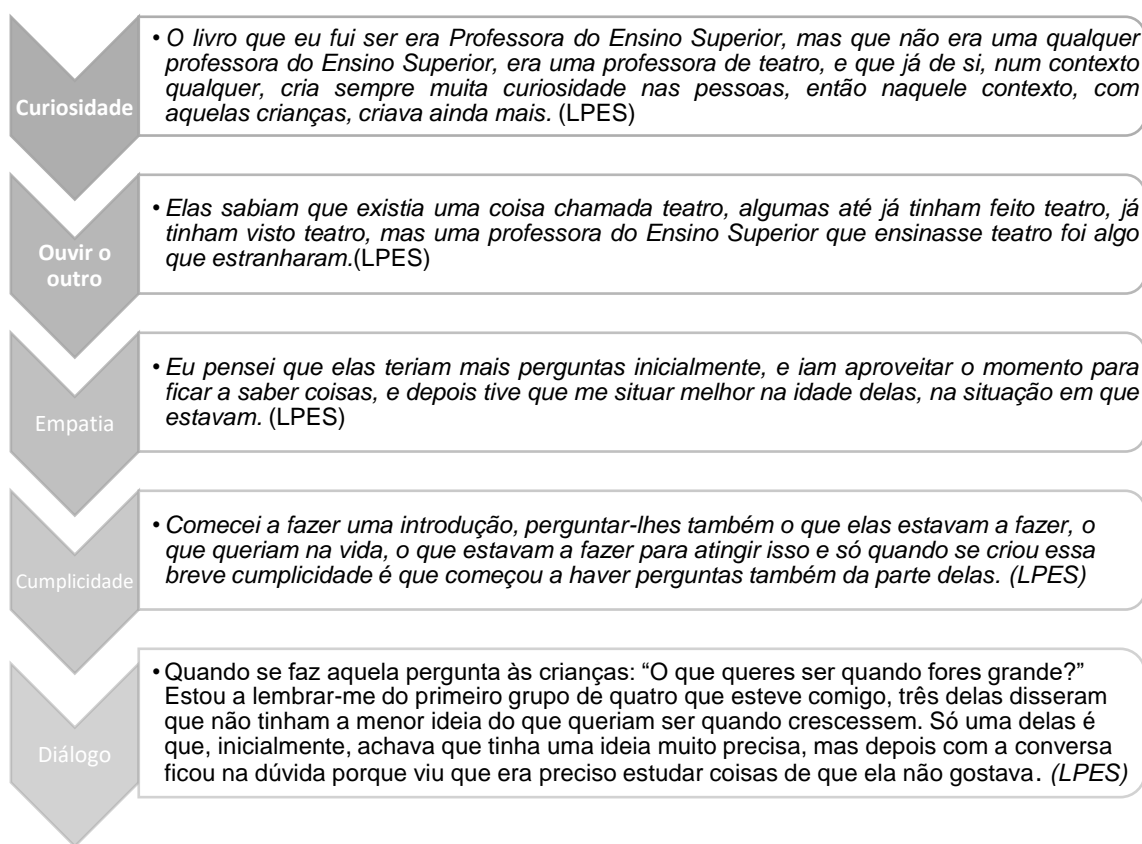 Curiosidade
• O livro que eu fui ser era Professora do Ensino Superior, mas que não era uma qualquer
professora do Ensino Superior, era uma professora de teatro, e que já de si, num contexto
qualquer, cria sempre muita curiosidade nas pessoas, então naquele contexto, com
aquelas crianças, criava ainda mais. (LPES)
Ouvir o
outro
• Elas sabiam que existia uma coisa chamada teatro, algumas até já tinham feito teatro, já
tinham visto teatro, mas uma professora do Ensino Superior que ensinasse teatro foi algo
que estranharam.(LPES)
Empatia
• Eu pensei que elas teriam mais perguntas inicialmente, e iam aproveitar o momento para
ficar a saber coisas, e depois tive que me situar melhor na idade delas, na situação em que
estavam. (LPES)
Cumplicidade
• Comecei a fazer uma introdução, perguntar-lhes também o que elas estavam a fazer, o
que queriam na vida, o que estavam a fazer para atingir isso e só quando se criou essa
breve cumplicidade é que começou a haver perguntas também da parte delas. (LPES)
Diálogo
• Quando se faz aquela pergunta às crianças: “O que queres ser quando fores grande?”
Estou a lembrar-me do primeiro grupo de quatro que esteve comigo, três delas disseram
que não tinham a menor ideia do que queriam ser quando crescessem. Só uma delas é
que, inicialmente, achava que tinha uma ideia muito precisa, mas depois com a conversa
ficou na dúvida porque viu que era preciso estudar coisas de que ela não gostava. (LPES)